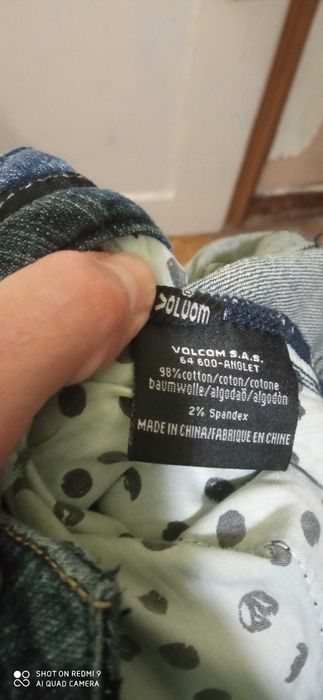 VOLCOM
VOLCOM S.A.S.
64 600-ANGLET
98% cotton/coton/cotone
baumwolle/algodaõ/algodón
2% Spandex
MADE IN CHINA/FABRIQUE EN CHINE
SHOT ON REDMI 9
AI QUAD CAMERA